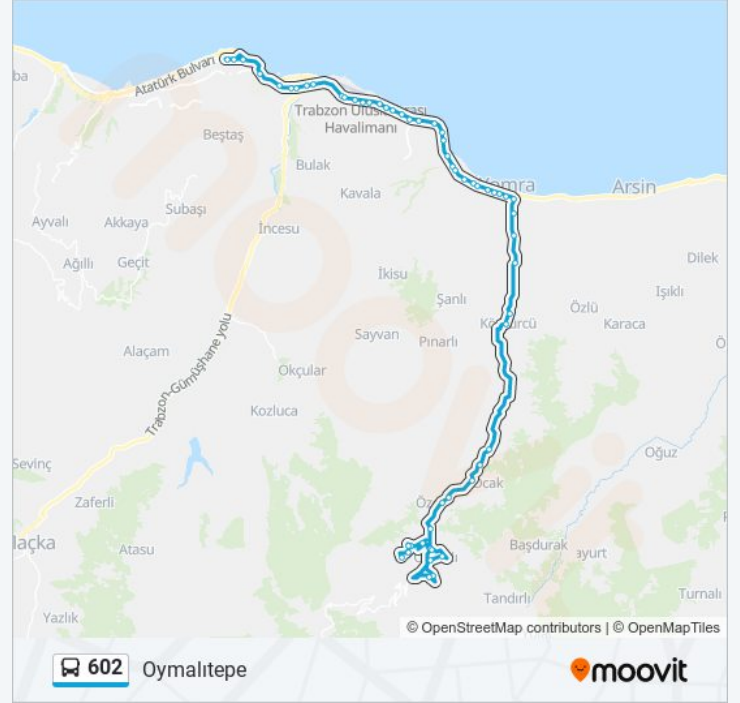 Atatürk Bulvarı
Beştaş
Trabzon Uluslararası
Havalimanı
Bulak
Kavala
Yomra
Arsin
Subaşı
Ayvalı
Akkaya
İncesu
Ağıllı
Geçit
İkisu
Dilek
Şanlı
Işıklı
Özlü
Karaca
Sayvan
Pınarlı
Alaçam
Trabzon-Gümüşhane yolu
Okçular
Kozluca
Sevinç
Oğuz
Ocak
Zaferli
Atasu
Başdurak
Tandırlı
Turnalı
Yazlık
© OpenStreetMap contributors | © OpenMapTiles
602 Oymalıtepe
moovit